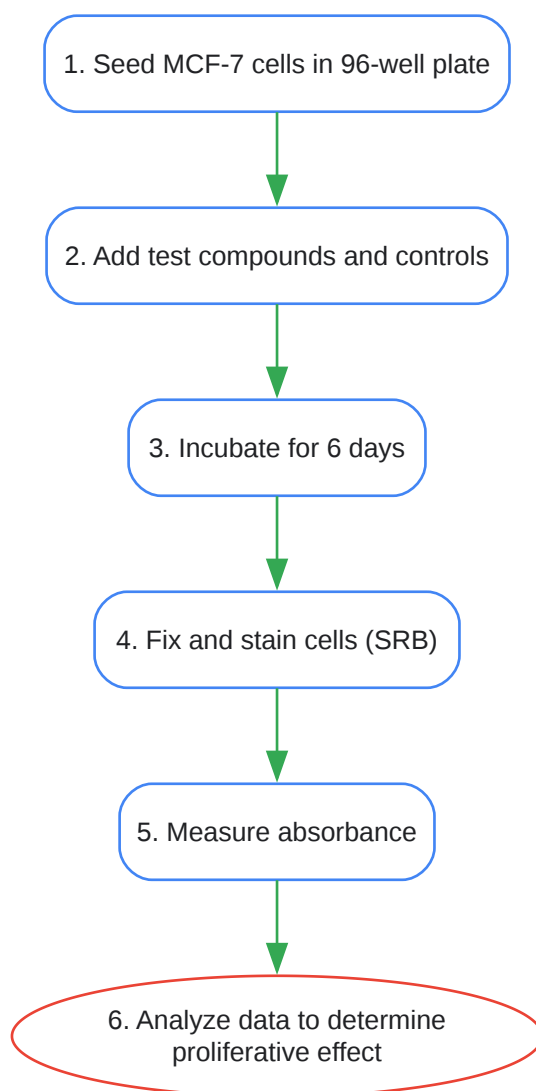 1. Seed MCF-7 cells in 96-well plate
2. Add test compounds and controls
3. Incubate for 6 days
4. Fix and stain cells (SRB)
5. Measure absorbance
6. Analyze data to determine
proliferative effect